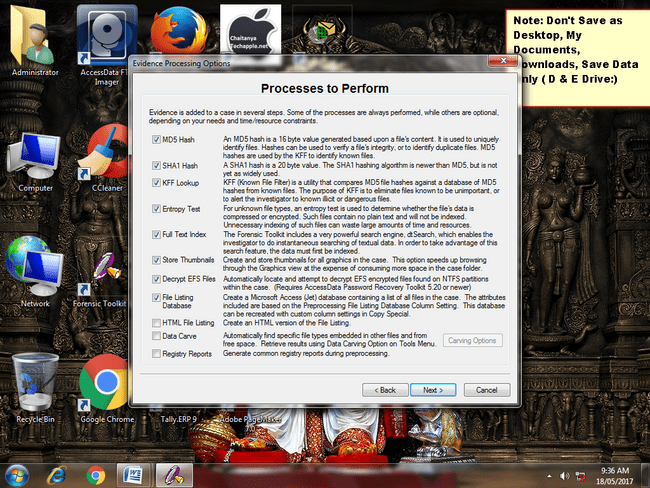 Note: Don't Save as
Desktop, My
Documents,
ownloads, Save Data
nly ( D & E Drive:)
Administrator
AccessData FT
Imager
Chaitanya
Techapple.net
Computer
CCleaner
Network
Forensic Toolkit
Recycle Bin
Google Chrome
Tally.ERP 9
Adobe PageMaker
7.0
Evidence Processing Options
Processes to Perform
Evidence is added to a case in several steps. Some of the processes are always performed, while others are optional,
depending on your needs and time/resource constraints.
MD5 Hash
An MD5 hash is a 16 byte value generated based upon a file's content. It is used to uniquely
identify files. Hashes can be used to verify a file's integrity, or to identify duplicate files. MD5
hashes are used by the KFF to identify known files.
SHA1 Hash
A SHA1 hash is a 20 byte value. The SHA1 hashing algorithm is newer than MD5, but is not
yet as widely used.
KFF Lookup
KFF (Known File Filter) is a utility that compares MD5 file hashes against a database of MD5
hashes from known files. The purpose of KFF is to eliminate files known to be unimportant, or
to alert the investigator to known illict or dangerous files.
Entropy Test
For unknown file types, an entropy test is used to determine whether the file's data is
compressed or encrypted. Such files contain no plain text and will not be indexed.
Unnecessary indexing of such files can waste large amounts of time and resources.
Full Text Index
The Forensic Toolkit includes a very powerful search engine, dtSearch, which enables the
investigator to do instantaneous searching of textual data. In order to take advantage of this
search feature, the data must first be indexed.
Store Thumbnails
Create and store thumbnails for all graphics in the case. This option speeds up browsing
through the Graphics view at the expense of consuming more space in the case folder.
Decrypt EFS Files
Automatically locate and attempt to decrypt EFS encrypted files found on NTFS partitions
within the case. (Requires AccessData Password Recovery Toolkit 5.20 or newer)
File Listing
Database
Create a Microsoft Access (Jet) database containing a list of all files in the case. The attributes
included are based on the Preprocessing File Listing Database Column Setting. This database
can be recreated with custom column settings in Copy Special.
HTML File Listing
Create an HTML version of the File Listing.
Data Carve
Automatically find specific file types embedded in other files and from
free space. Retrieve results using Data Carving Option on Tools Menu.
Carving Options
Registry Reports
Generate common registry reports during preprocessing.
< Back
Next >
Cancel
9:36 AM
18/05/2017